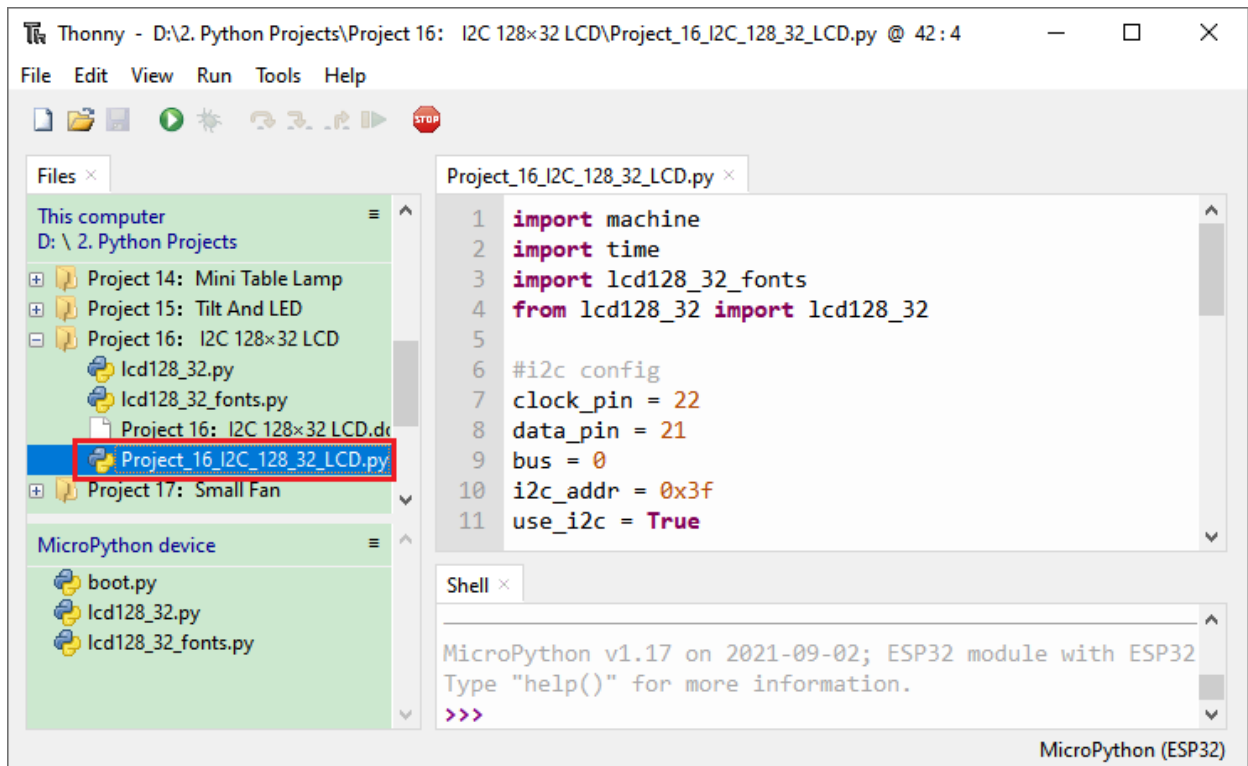 Thonny - D:\2. Python Projects\Project 16: I2C 128×32 LCD\Project_16_I2C_128_32_LCD.py @ 42:4
File Edit View Run Tools Help
STOP
Files
This computer
D: \ 2. Python Projects
Project 14: Mini Table Lamp
Project 15: Tilt And LED
Project 16: I2C 128×32 LCD
lcd128_32.py
lcd128_32_fonts.py
Project 16: I2C 128×32 LCD.do
Project_16_I2C_128_32_LCD.py
Project 17: Small Fan
MicroPython device
boot.py
lcd128_32.py
lcd128_32_fonts.py
Project_16_I2C_128_32_LCD.py
1 import machine
2 import time
3 import lcd128_32_fonts
4 from lcd128_32 import lcd128_32
5
6 #i2c config
7 clock_pin = 22
8 data_pin = 21
9 bus = 0
10 i2c_addr = 0x3f
11 use_i2c = True
Shell
MicroPython v1.17 on 2021-09-02; ESP32 module with ESP32
Type "help()" for more information.
>>>
MicroPython (ESP32)